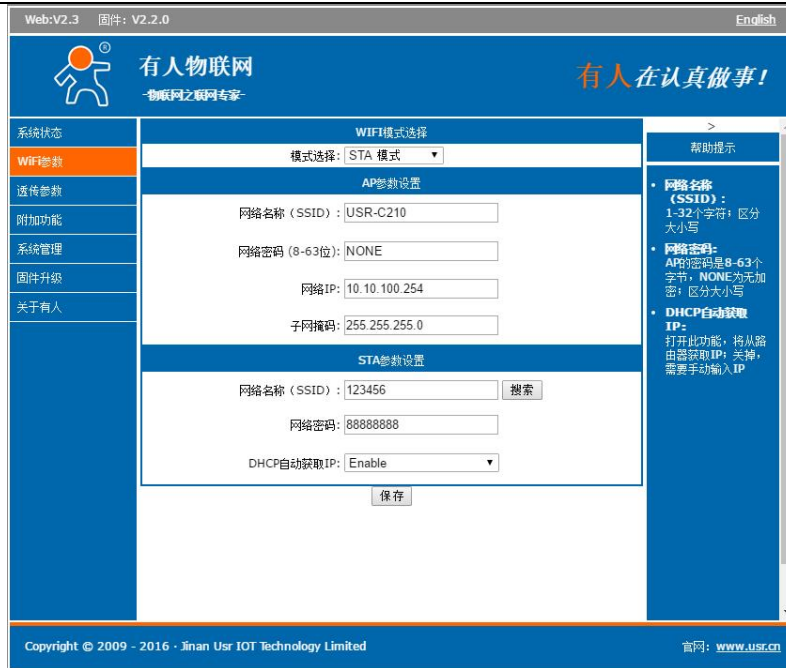 Web:V2.3 固件: V2.2.0 English
®
有人物联网
-物联网之联网专家-
有人在认真做事!
系统状态
WiFi参数
透传参数
附加功能
系统管理
固件升级
关于有人
WIFI模式选择
模式选择: STA 模式
AP参数设置
网络名称（SSID）: USR-C210
网络密码 (8-63位): NONE
网络IP: 10.10.100.254
子网掩码: 255.255.255.0
STA参数设置
网络名称（SSID）: 123456 搜索
网络密码: 88888888
DHCP自动获取IP: Enable
保存
>
帮助提示
• 网络名称
（SSID）:
1-32个字符; 区分
大小写
• 网络密码:
AP的密码是8-63个
字节, NONE为无加
密; 区分大小写
• DHCP自动获取
IP:
打开此功能, 将从路
由器获取IP; 关掉,
需要手动输入IP
Copyright © 2009 - 2016 · Jinan Usr IOT Technology Limited 官网: www.usr.cn